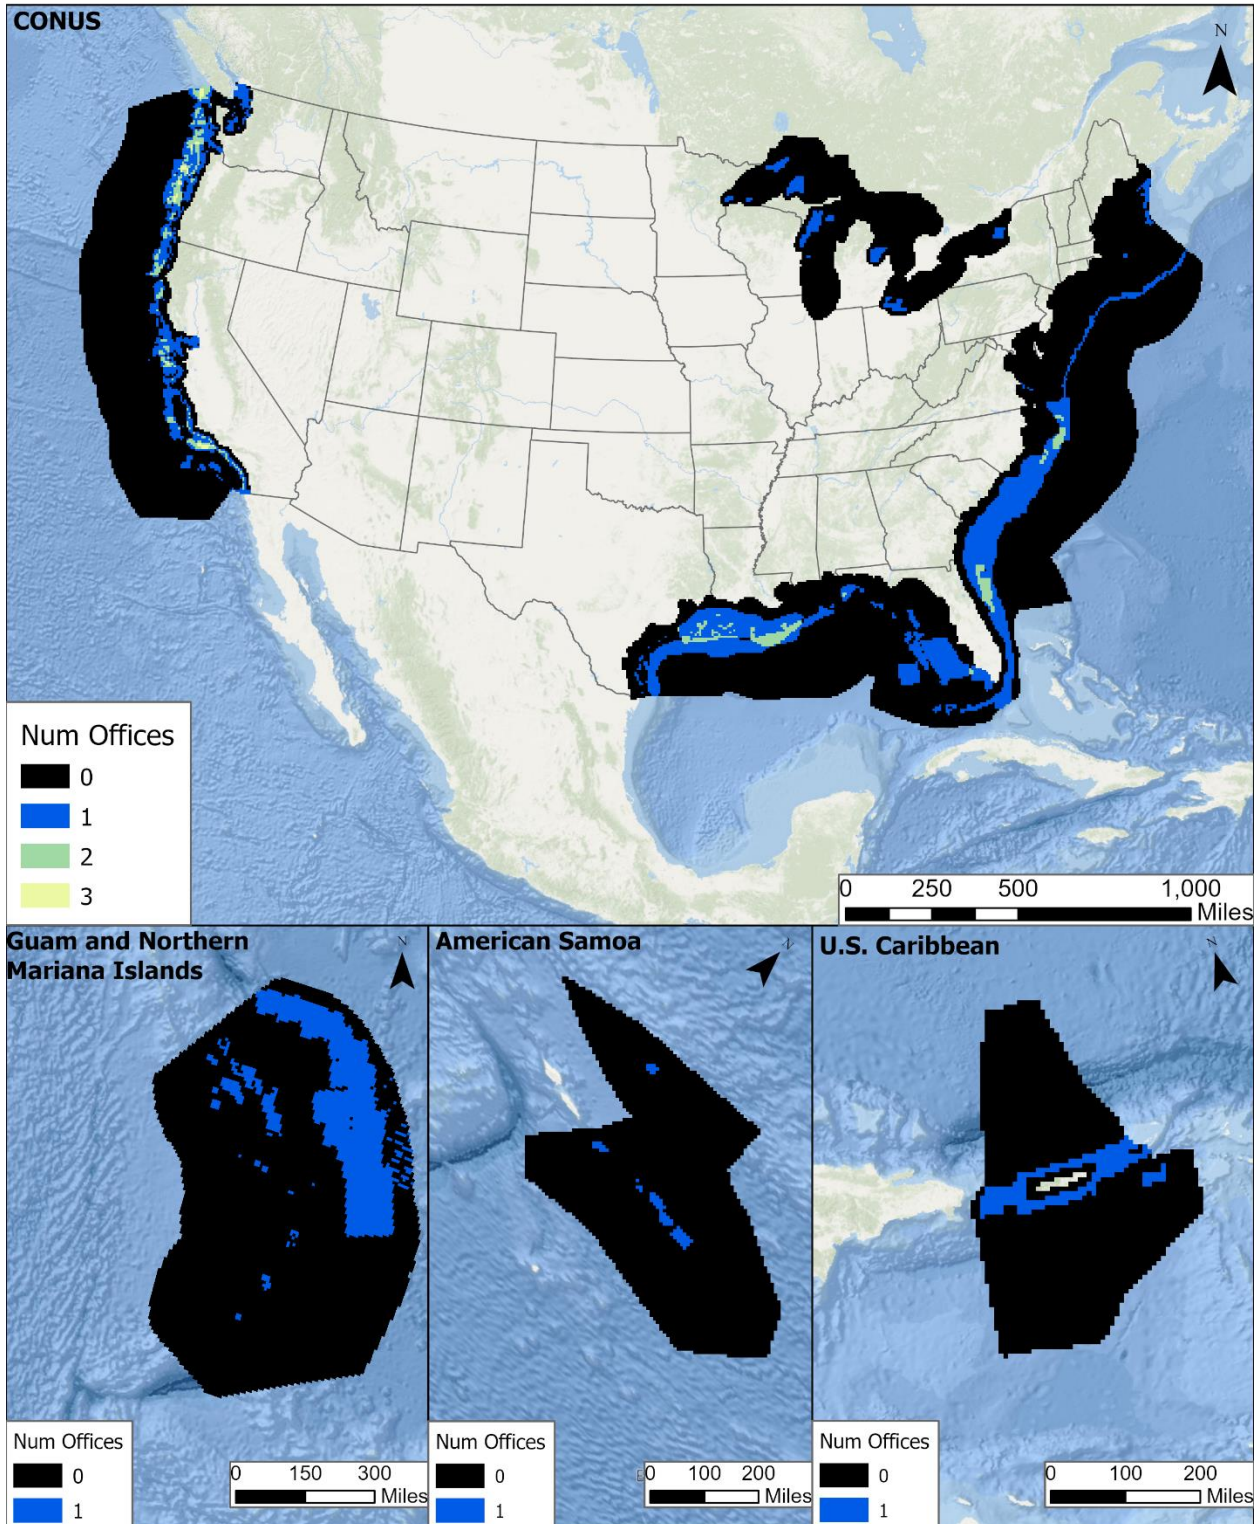 CONUS
N
Num Offices
0
1
2
3
0 250 500 1,000
Miles
Guam and Northern
Mariana Islands
N
Num Offices
0
1
0 150 300
Miles
American Samoa
N
Num Offices
0
1
0 100 200
Miles
U.S. Caribbean
N
Num Offices
0
1
0 100 200
Miles